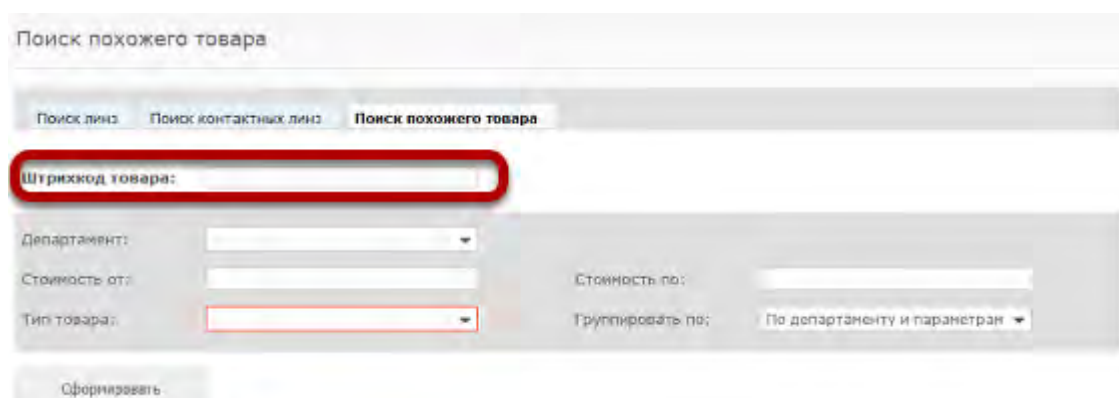 Поиск похожего товара
Поиск линз Поиск контактных линз Поиск похожего товара
Штрихкод товара:
Департамент:
Стоимость от: Стоимость по:
Тип товара: Группировать по: По департаменту и параметрам
Сформировать